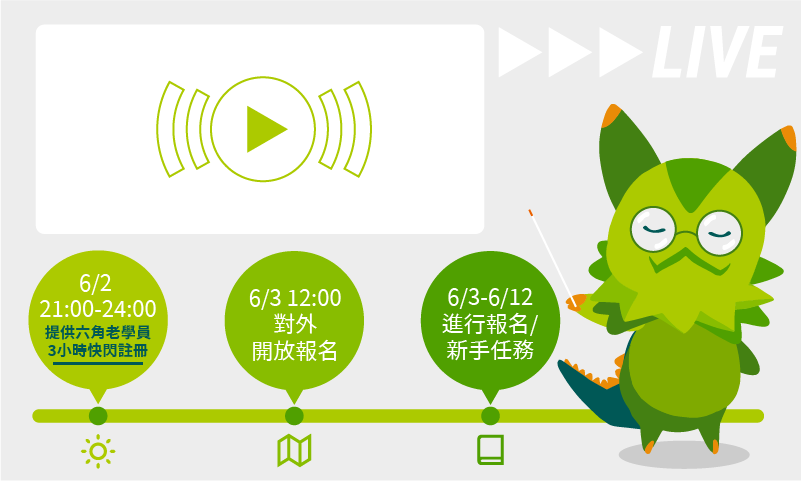 LIVE
6/2
21:00-24:00
提供六角老學員
3小時快閃註冊
6/3 12:00
對外
開放報名
6/3-6/12
進行報名/
新手任務